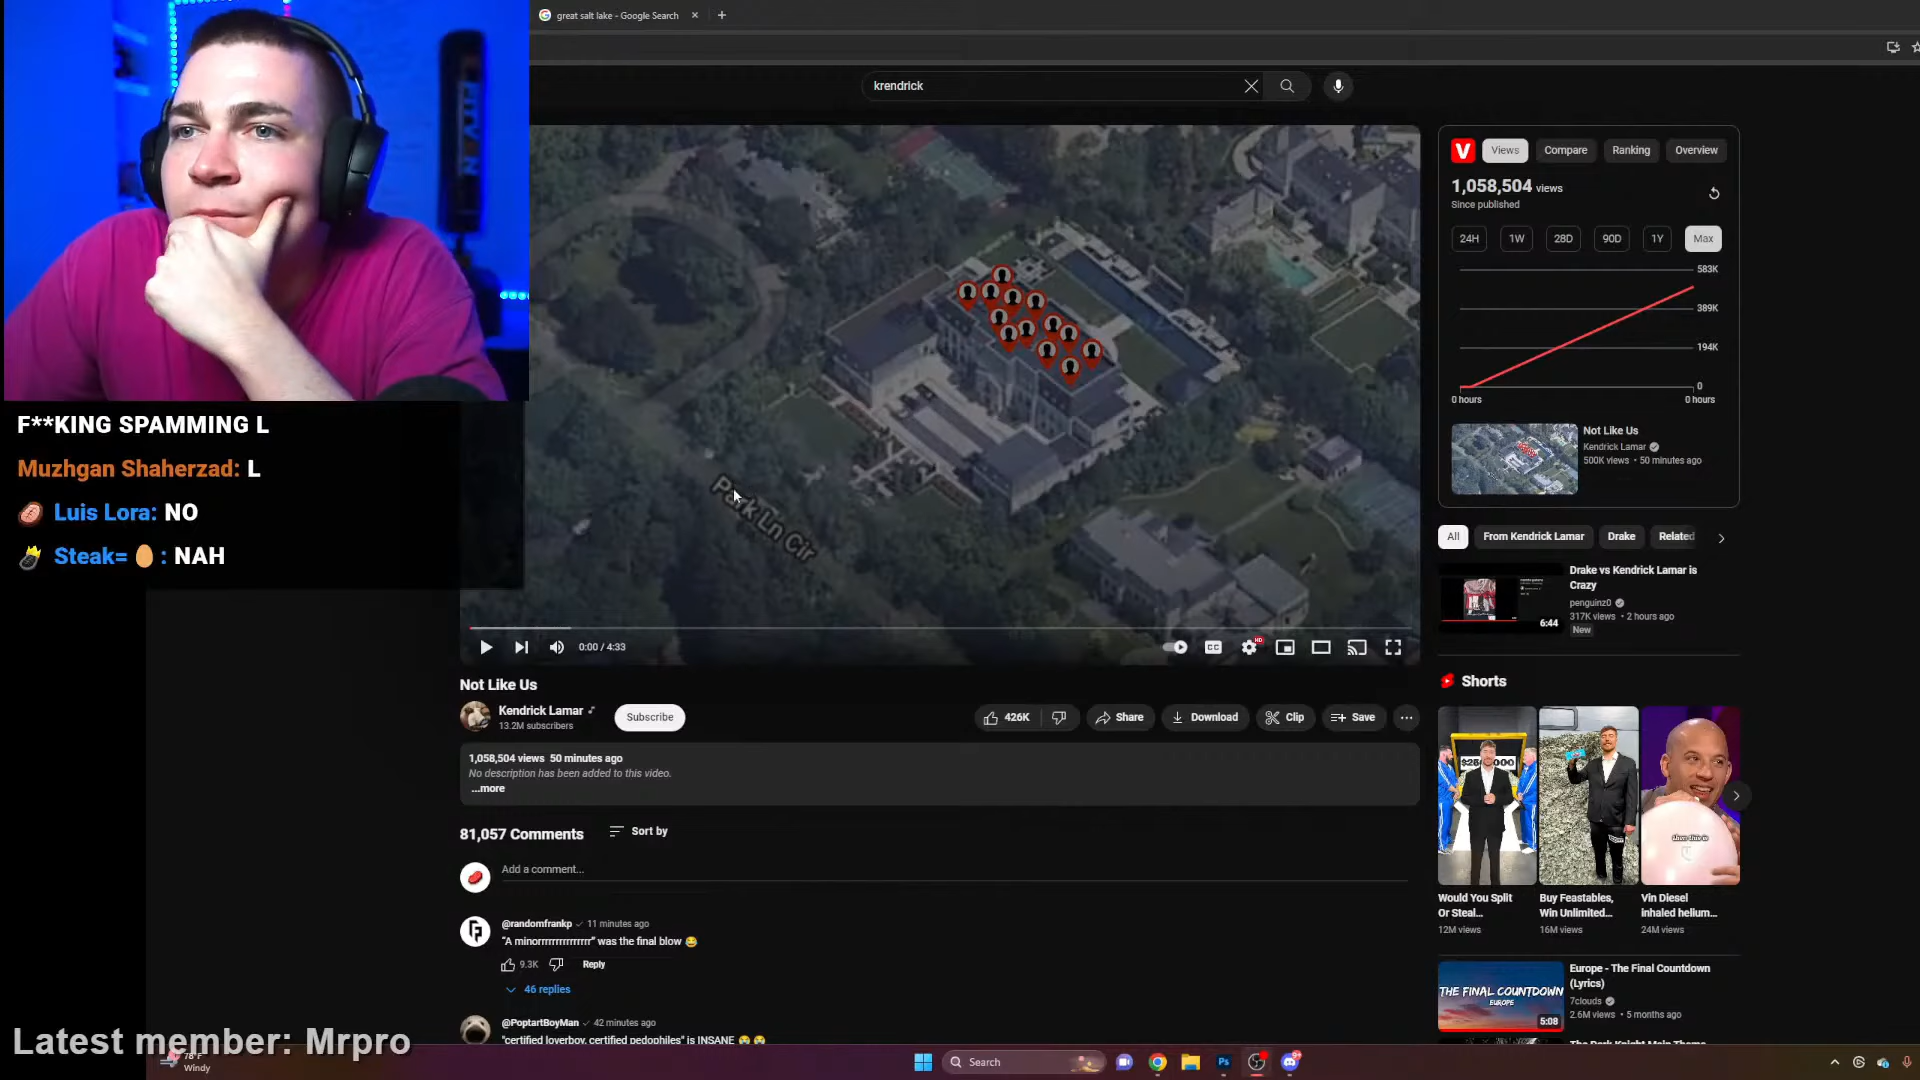 great salt lake - Google Search
krendrick
Park Ln Cir
0:00 / 4:33
CC
HD
Not Like Us
Kendrick Lamar
13.2M subscribers
Subscribe
426K
Share
Download
Clip
Save
1,058,504 views 50 minutes ago
No description has been added to this video.
...more
81,057 Comments
Sort by
Add a comment...
@randomfrankp 11 minutes ago
"A minorrrrrrrrrrrrrr" was the final blow 😂
9.3K
Reply
46 replies
@PoptartBoyMan 42 minutes ago
"certified loverboy, certified pedophiles" is INSANE 😭😭
V
Views
Compare
Ranking
Overview
1,058,504 views
Since published
24H
1W
28D
90D
1Y
Max
583K
389K
194K
0
0 hours
0 hours
Not Like Us
Kendrick Lamar
500K views • 50 minutes ago
All
From Kendrick Lamar
Drake
Related
Drake vs Kendrick Lamar is
Crazy
penguinz0
317K views • 2 hours ago
New
6:44
Shorts
Would You Split
Or Steal...
12M views
Buy Feastables,
Win Unlimited...
16M views
Vin Diesel
inhaled helium...
24M views
THE FINAL COUNTDOWN
EUROPE
5:08
Europe - The Final Countdown
(Lyrics)
7clouds
2.6M views • 5 months ago
F**KING SPAMMING L
Muzhgan Shaherzad: L
Luis Lora: NO
Steak= 🥚 : NAH
Latest member: Mrpro
78°F
Windy
Search
Ps